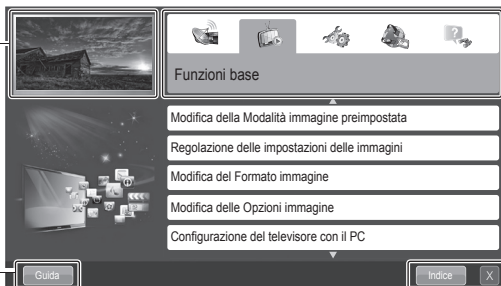 Funzioni base
Modifica della Modalità immagine preimpostata
Regolazione delle impostazioni delle immagini
Modifica del Formato immagine
Modifica delle Opzioni immagine
Configurazione del televisore con il PC
Guida
Indice X